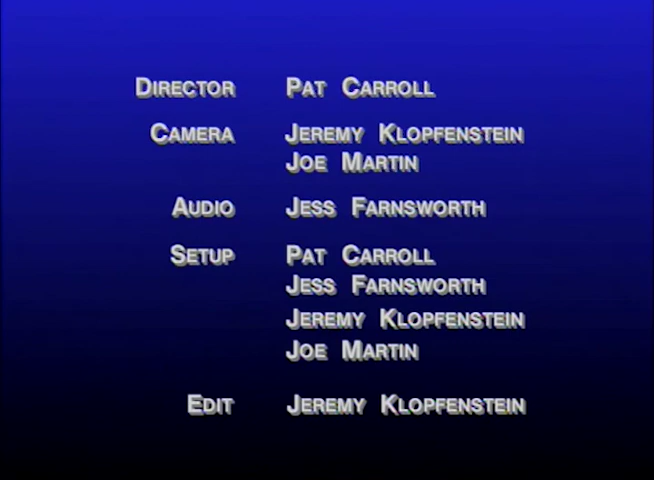 Director Pat Carroll
Camera Jeremy Klopfenstein
Joe Martin
Audio Jess Farnsworth
Setup Pat Carroll
Jess Farnsworth
Jeremy Klopfenstein
Joe Martin
Edit Jeremy Klopfenstein